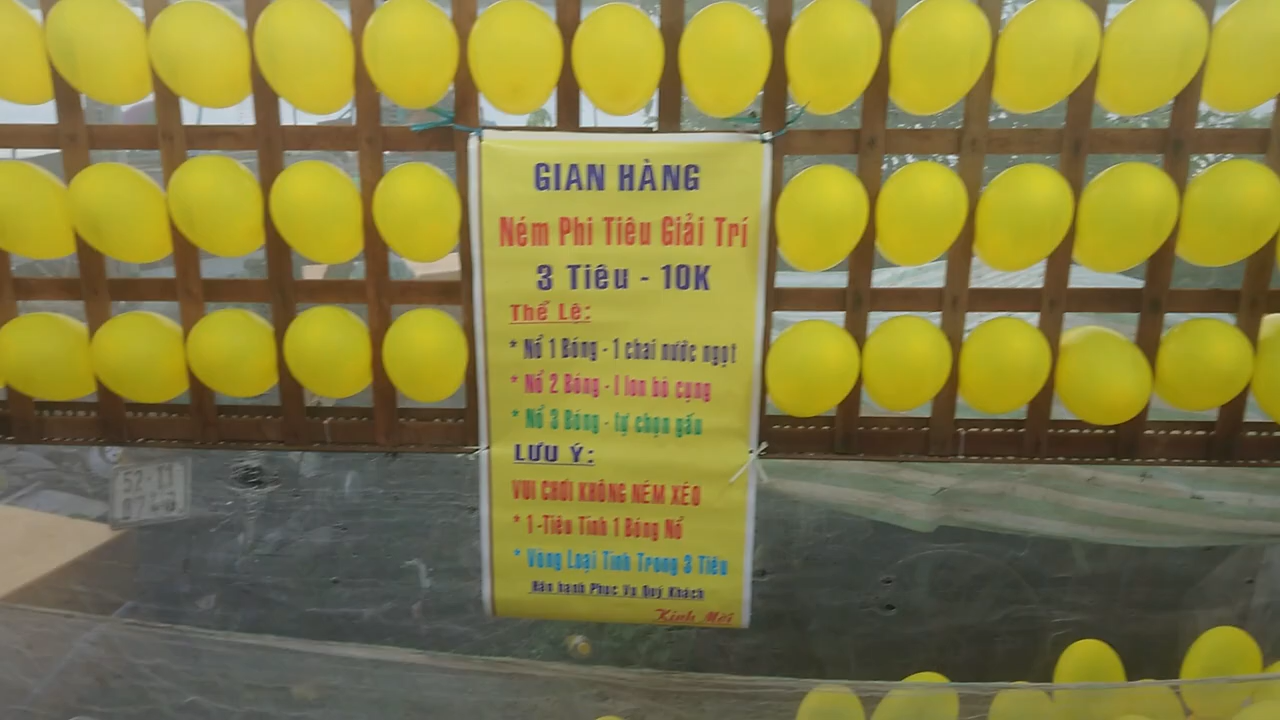 GIAN HÀNG
Ném Phi Tiêu Giải Trí
3 Tiêu - 10K
Thể Lệ:
* Nổ 1 Bóng - 1 chai nước ngọt
* Nổ 2 Bóng - 1 lon bò cụng
* Nổ 3 Bóng - tự chọn gấu
LƯU Ý:
VUI CHƠI KHÔNG NÉM XÉO
* 1 -Tiêu Tính 1 Bóng Nổ
* Vòng Loại Tính Trong 3 Tiêu
Hân hạnh Phục Vụ Quý Khách
Kính Mời